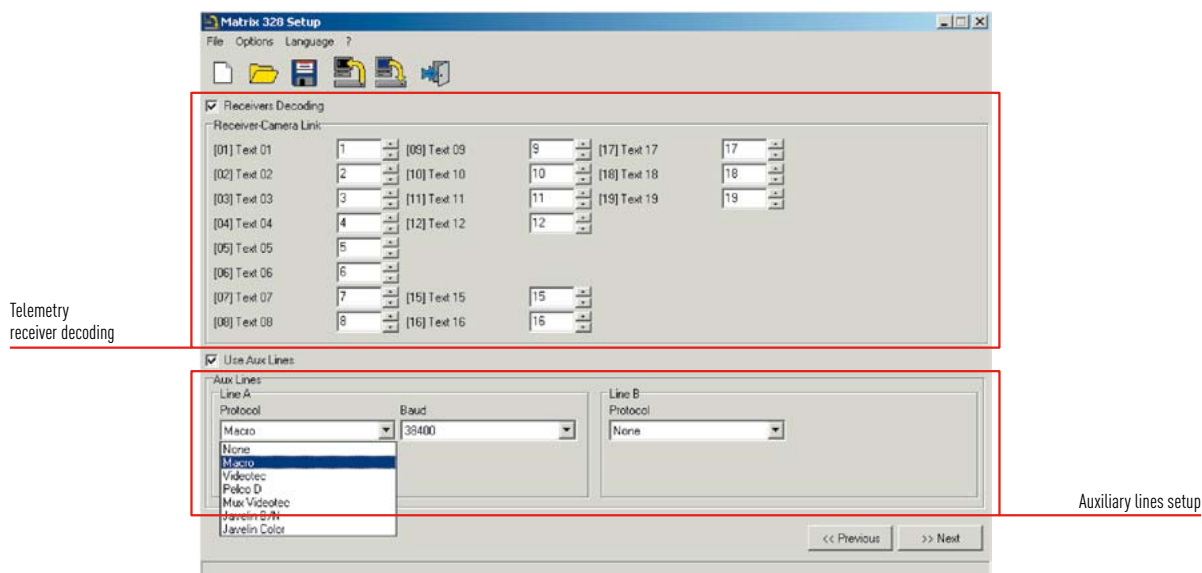 Matrix 328 Setup
File Options Language ?
Receivers Decoding
Receiver-Camera Link
[01] Text 01 1 [09] Text 09 9 [17] Text 17 17
[02] Text 02 2 [10] Text 10 10 [18] Text 18 18
[03] Text 03 3 [11] Text 11 11 [19] Text 19 19
[04] Text 04 4 [12] Text 12 12
[05] Text 05 5
[06] Text 06 6
[07] Text 07 7 [15] Text 15 15
[08] Text 08 8 [16] Text 16 16
Telemetry
receiver decoding
Use Aux Lines
Aux Lines
Line A Line B
Protocol Baud Protocol
Macro 38400 None
None
Macro
Videotec
Pelco D
Mux Videotec
Javelin B/N
Javelin Color
Auxiliary lines setup
<< Previous >> Next